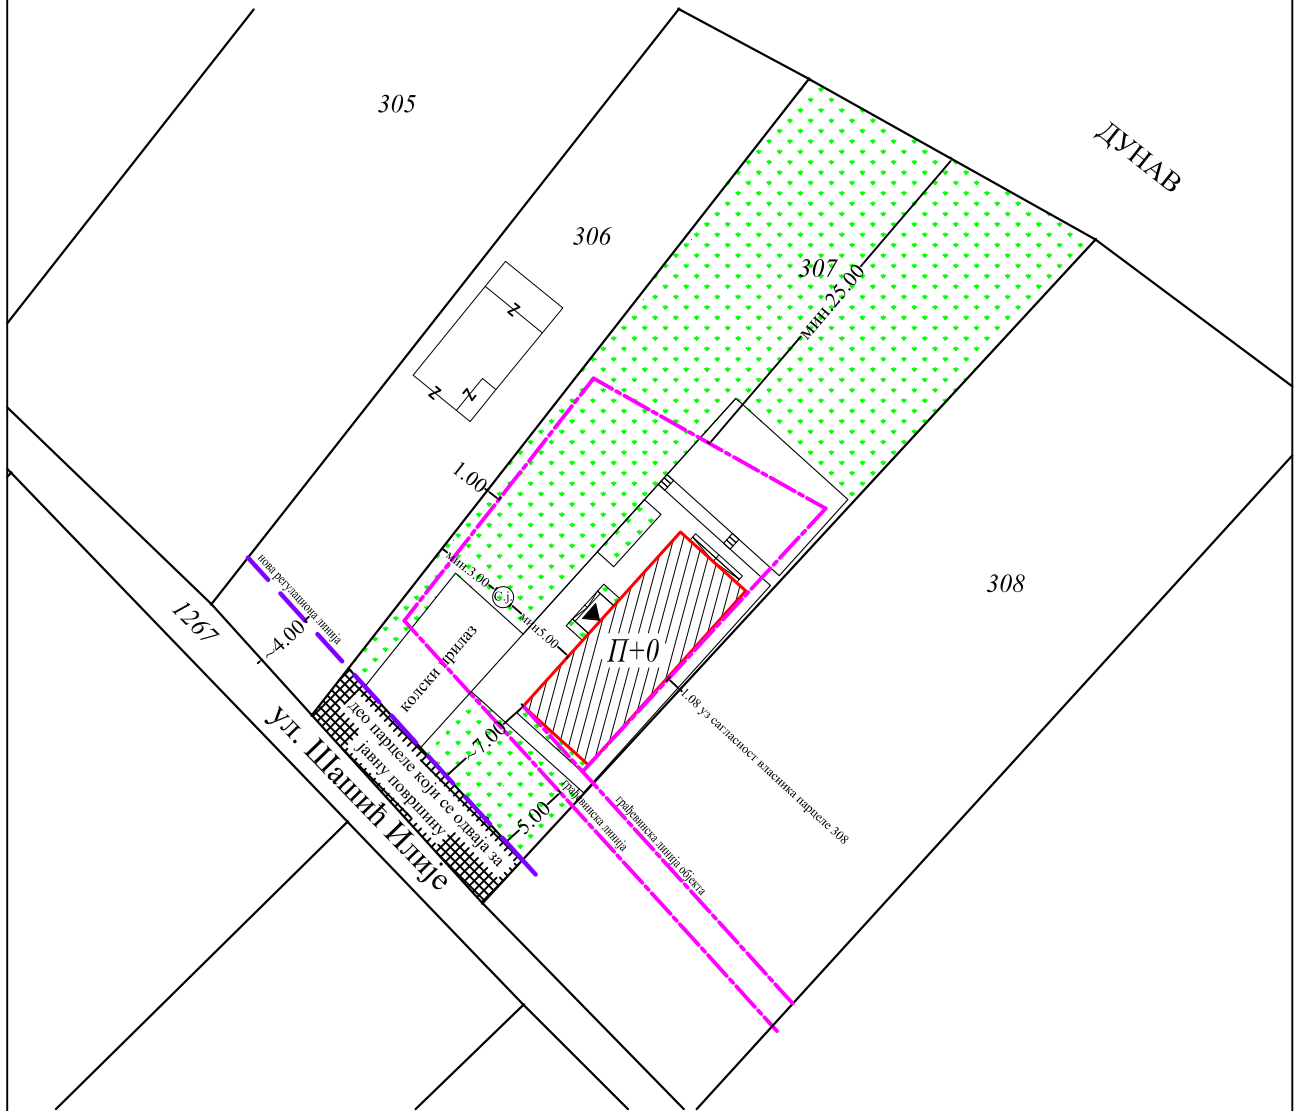 305
ДУНАВ
306
307
мин.25.00
z
z
z
1.00
нова регулациона линија
мин.3.00
С.ј.
мин5.00
308
1267
~4.00
колски прилаз
П+0
1.08 уз сагласност власника парцеле 308
део парцеле који се одваја за
јавну површину
~7.00
5.00
ул. Шашић Илије
грађевинска линија
грађевинска линија објекта